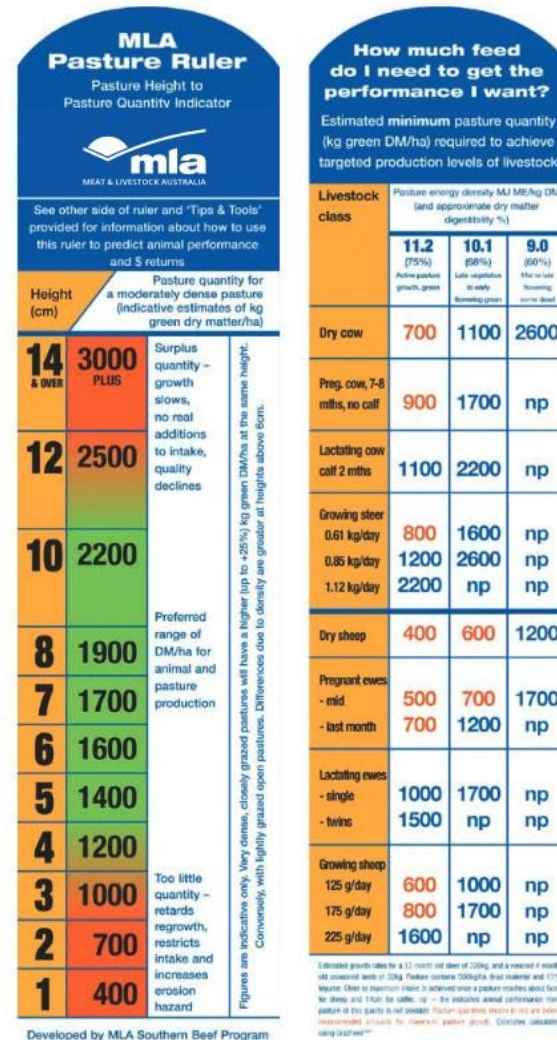 MLA
Pasture Ruler
Pasture Height to
Pasture Quantity Indicator
mla
MEAT & LIVESTOCK AUSTRALIA
See other side of ruler and 'Tips & Tools'
provided for information about how to use
this ruler to predict animal performance
and $ returns
Height
(cm)
Pasture quantity for
a moderately dense pasture
(indicative estimates of kg
green dry matter/ha)
14
& OVER
3000
PLUS
12 2500
10 2200
8 1900
7 1700
6 1600
5 1400
4 1200
3 1000
2 700
1 400
Surplus
quantity –
growth
slows,
no real
additions
to intake,
quality
declines
Preferred
range of
DM/ha for
animal and
pasture
production
Too little
quantity –
retards
regrowth,
restricts
intake and
increases
erosion
hazard
Figures are indicative only. Very dense, closely grazed pastures will have a higher (up to +25%) kg green DM/ha at the same height.
Conversely, with lightly grazed open pastures. Differences due to density are greater at heights above 6cm.
Developed by MLA Southern Beef Program
How much feed
do I need to get the
performance I want?
Estimated minimum pasture quantity
(kg green DM/ha) required to achieve
targeted production levels of livestock
Livestock
class
Pasture energy density MJ ME/kg DM
(and approximate dry matter
digestibility %)
11.2 10.1 9.0
(75%) (68%) (60%)
Active pasture
growth, green
Late vegetative
to early
flowering green
Mid to late
flowering
some dead
Dry cow 700 1100 2600
Preg. cow, 7-8
mths, no calf 900 1700 np
Lactating cow
calf 2 mths 1100 2200 np
Growing steer
0.61 kg/day 800 1600 np
0.85 kg/day 1200 2600 np
1.12 kg/day 2200 np np
Dry sheep 400 600 1200
Pregnant ewes
- mid 500 700 1700
- last month 700 1200 np
Lactating ewes
- single 1000 1700 np
- twins 1500 np np
Growing sheep
125 g/day 600 1000 np
175 g/day 800 1700 np
225 g/day 1600 np np